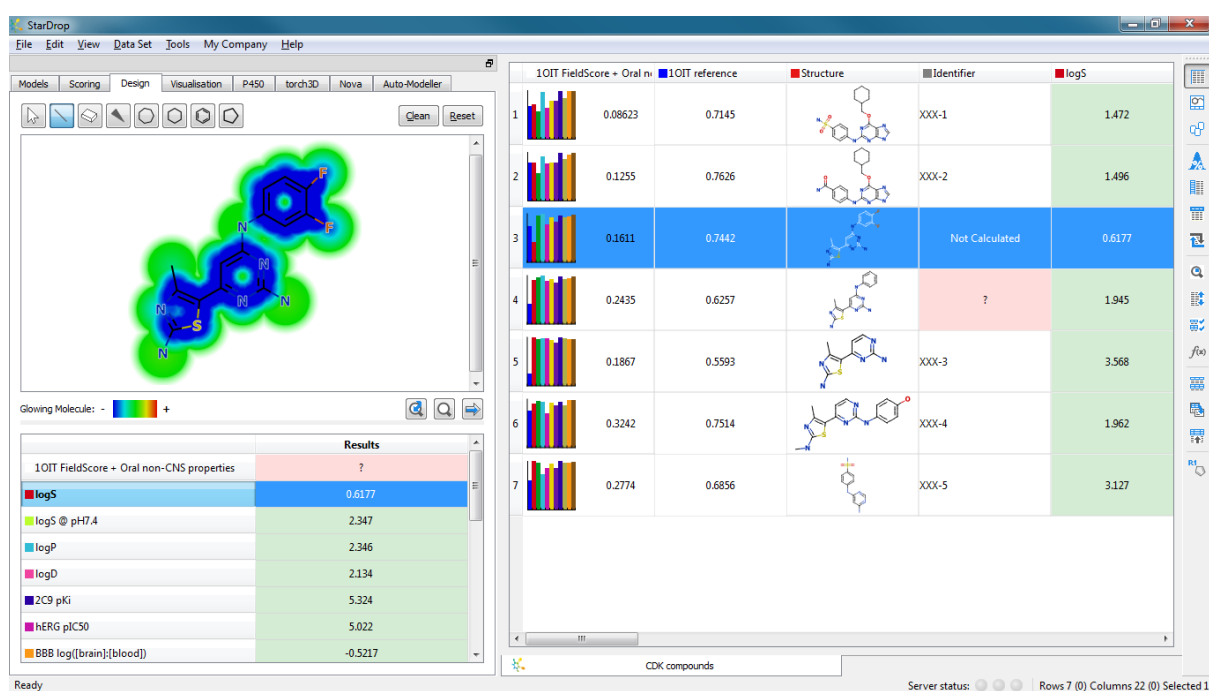 StarDrop
File Edit View Data Set Tools My Company Help
Models Scoring Design Visualisation P450 torch3D Nova Auto-Modeller
Clean Reset
F
F
N
N
N
N
N
S
N
Glowing Molecule: - +
Results
1OIT FieldScore + Oral non-CNS properties ?
logS 0.6177
logS @ pH7.4 2.347
logP 2.346
logD 2.134
2C9 pKi 5.324
hERG pIC50 5.022
BBB log([brain]:[blood]) -0.5217
1OIT FieldScore + Oral n 1OIT reference Structure Identifier logS
1 0.08623 0.7145 XXX-1 1.472
2 0.1255 0.7626 XXX-2 1.496
3 0.1611 0.7442 Not Calculated 0.6177
4 0.2435 0.6257 ? 1.945
5 0.1867 0.5593 XXX-3 3.568
6 0.3242 0.7514 XXX-4 1.962
7 0.2774 0.6856 XXX-5 3.127
f(x)
R1
CDK compounds
Ready
Server status: Rows 7 (0) Columns 22 (0) Selected 1